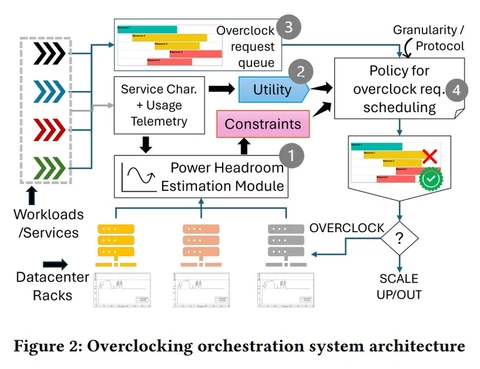 Overclock
request
queue
3
Granularity /
Protocol
Service Char.
+ Usage
Telemetry
Utility
2
Constraints
Policy for
overclock req.
scheduling
4
1
Power Headroom
Estimation Module
Workloads
/Services
OVERCLOCK
?
Datacenter
Racks
SCALE
UP/OUT
Figure 2: Overclocking orchestration system architecture